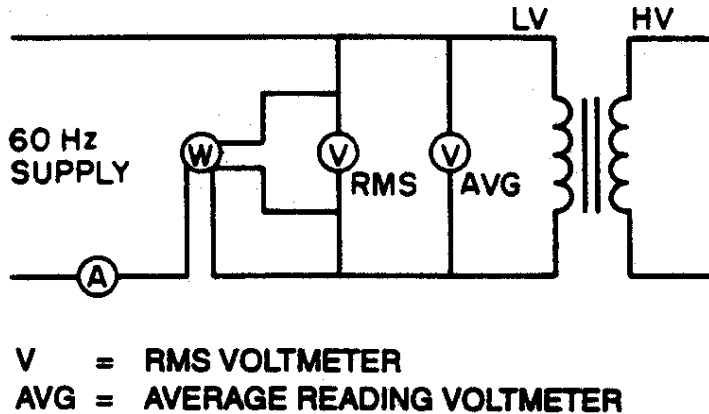 LV HV
60 Hz
SUPPLY
W
V
RMS
V
AVG
A
V = RMS VOLTMETER
AVG = AVERAGE READING VOLTMETER